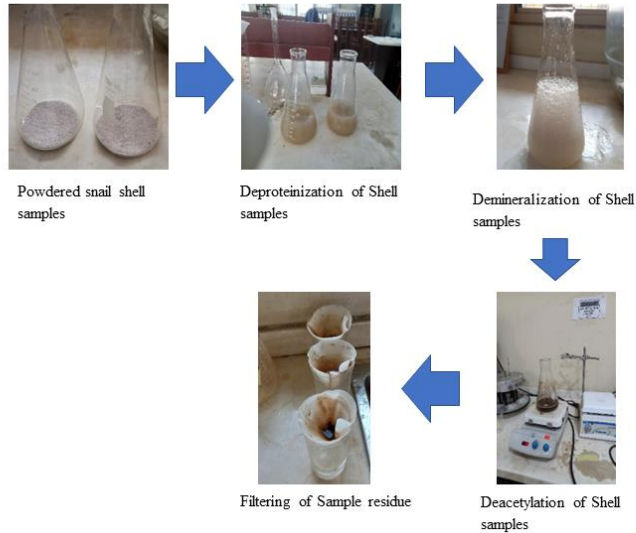 Powdered snail shell
samples
Deproteinization of Shell
samples
Demineralization of Shell
samples
Filtering of Sample residue
Deacetylation of Shell
samples